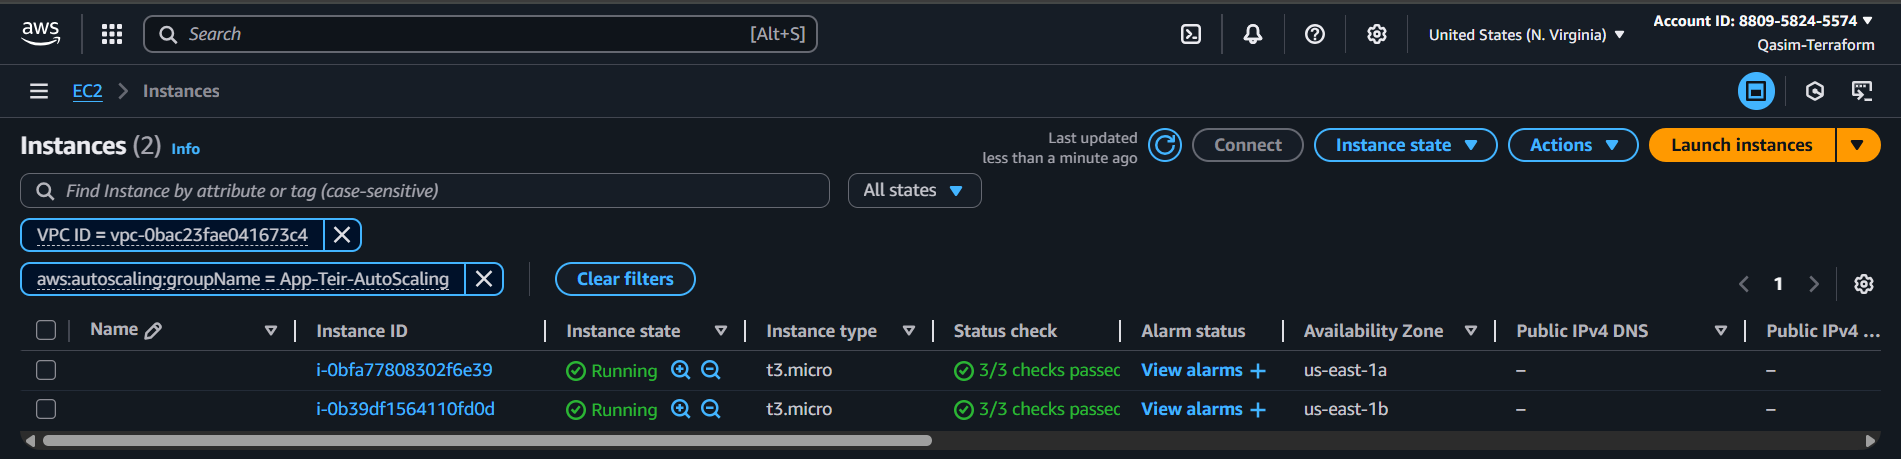 aws Search [Alt+S] United States (N. Virginia) Account ID: 8809-5824-5574
Qasim-Terraform
EC2 Instances
Instances (2) Info Last updated less than a minute ago Connect Instance state Actions Launch instances
Find Instance by attribute or tag (case-sensitive) All states
VPC ID = vpc-0bac23fae041673c4
aws:autoscaling:groupName = App-Teir-AutoScaling Clear filters 1
Name Instance ID Instance state Instance type Status check Alarm status Availability Zone Public IPv4 DNS Public IPv4 ...
i-0bfa77808302f6e39 Running t3.micro 3/3 checks passed View alarms + us-east-1a – –
i-0b39df1564110fd0d Running t3.micro 3/3 checks passed View alarms + us-east-1b – –